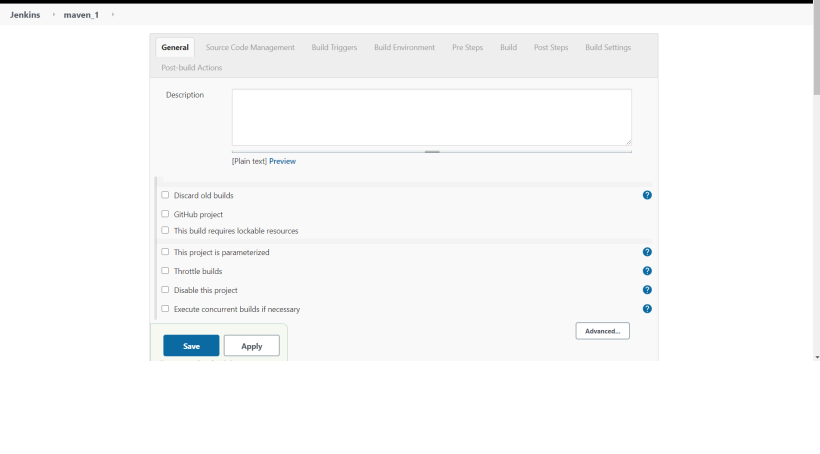 Jenkins maven_1
General Source Code Management Build Triggers Build Environment Pre Steps Build Post Steps Build Settings
Post-build Actions
Description
[Plain text] Preview
Discard old builds ?
GitHub project
This build requires lockable resources
This project is parameterized ?
Throttle builds ?
Disable this project ?
Execute concurrent builds if necessary ?
Advanced...
Save Apply